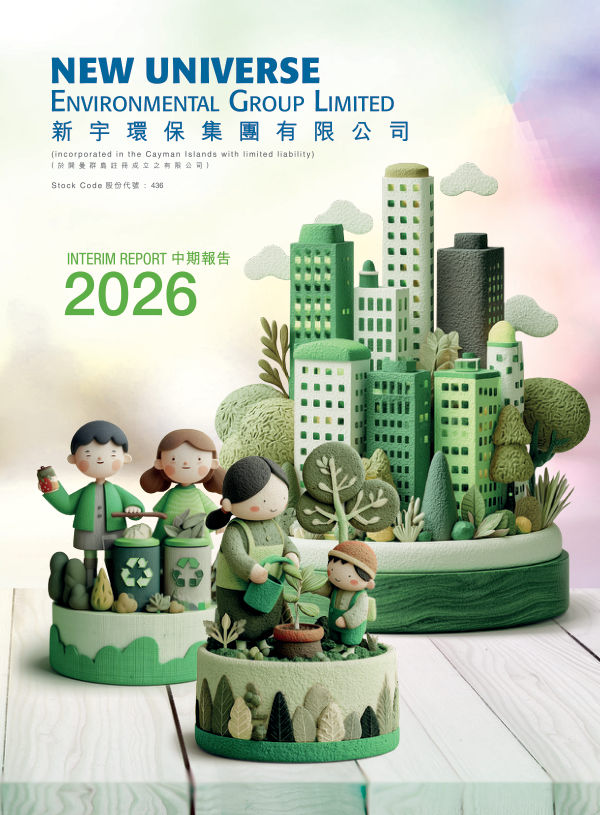 NEW UNIVERSE
ENVIRONMENTAL GROUP LIMITED
新宇環保集團有限公司
(incorporated in the Cayman Islands with limited liability)
(於開曼群島註冊成立之有限公司)
Stock Code 股份代號 : 436
INTERIM REPORT 中期報告
2026